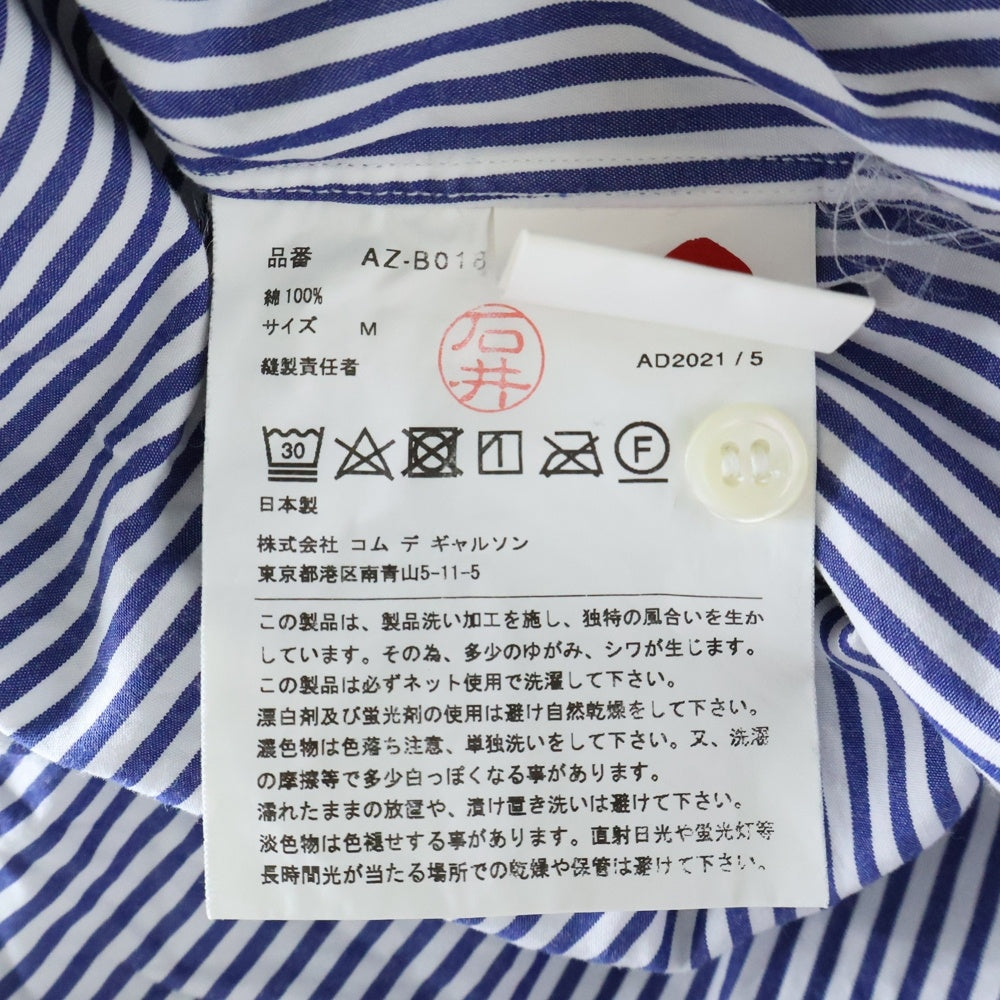 品番 AZ-B018
綿100%
サイズ M
縫製責任者
石井
AD2021 / 5
30
F
日本製
株式会社 コム デ ギャルソン
東京都港区南青山5-11-5
この製品は、製品洗い加工を施し、独特の風合いを生か
しています。その為、多少のゆがみ、シワが生じます。
この製品は必ずネット使用で洗濯して下さい。
漂白剤及び蛍光剤の使用は避け自然乾燥をして下さい。
濃色物は色落ち注意、単独洗いをして下さい。又、洗濯
の摩擦等で多少白っぽくなる事があります。
濡れたままの放置や、漬け置き洗いは避けて下さい。
淡色物は色褪せする事があります。直射日光や蛍光灯等
長時間光が当たる場所での乾燥や保管は避けて下さい。